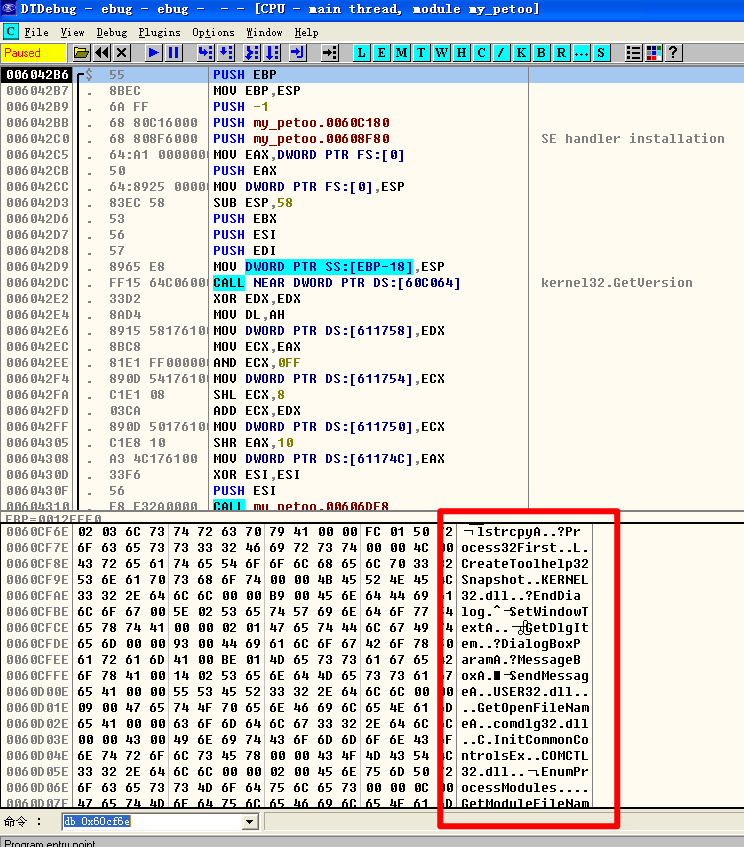 DTDebug - ebug - ebug - - - [CPU - main thread, module my_petoo]
C File View Debug Plugins Options Window Help
Paused L E M T W H C / K B R ... S ?
006042B6 $ 55 PUSH EBP
006042B7 . 8BEC MOV EBP,ESP
006042B9 . 6A FF PUSH -1
006042BB . 68 80C16000 PUSH my_petoo.0060C180
006042C0 . 68 808F6000 PUSH my_petoo.00608F80 SE handler installation
006042C5 . 64:A1 0000000 MOV EAX,DWORD PTR FS:[0]
006042CB . 50 PUSH EAX
006042CC . 64:8925 0000 MOV DWORD PTR FS:[0],ESP
006042D3 . 83EC 58 SUB ESP,58
006042D6 . 53 PUSH EBX
006042D7 . 56 PUSH ESI
006042D8 . 57 PUSH EDI
006042D9 . 8965 E8 MOV DWORD PTR SS:[EBP-18],ESP
006042DC . FF15 64C0600 CALL NEAR DWORD PTR DS:[60C064] kernel32.GetVersion
006042E2 . 33D2 XOR EDX,EDX
006042E4 . 8AD4 MOV DL,AH
006042E6 . 8915 5817610 MOV DWORD PTR DS:[611758],EDX
006042EC . 8BC8 MOV ECX,EAX
006042EE . 81E1 FF00000 AND ECX,0FF
006042F4 . 890D 5417610 MOV DWORD PTR DS:[611754],ECX
006042FA . C1E1 08 SHL ECX,8
006042FD . 03CA ADD ECX,EDX
006042FF . 890D 5017610 MOV DWORD PTR DS:[611750],ECX
00604305 . C1E8 10 SHR EAX,10
00604308 . A3 4C176100 MOV DWORD PTR DS:[61174C],EAX
0060430D . 33F6 XOR ESI,ESI
0060430F . 56 PUSH ESI
00604310 . E8 E32A0000 CALL my_petoo.00606DF8
EBP=0012FFF0
0060CF6E 02 03 6C 73 74 72 63 70 79 41 00 00 FC 01 50 72 ¬lstrcpyA..?Pr
0060CF7E 6F 63 65 73 73 33 32 46 69 72 73 74 00 00 4C 00 ocess32First..L.
0060CF8E 43 72 65 61 74 65 54 6F 6F 6C 68 65 6C 70 33 32 CreateToolhelp32
0060CF9E 53 6E 61 70 73 68 6F 74 00 00 4B 45 52 4E 45 4C Snapshot..KERNEL
0060CFAE 33 32 2E 64 6C 6C 00 00 B9 00 45 6E 64 44 69 61 32.dll..?EndDia
0060CFBE 6C 6F 67 00 5E 02 53 65 74 57 69 6E 64 6F 77 54 log.^¬SetWindowT
0060CFCE 65 78 74 41 00 00 02 01 47 65 74 44 6C 67 49 74 extA..¬GetDlgIt
0060CFDE 65 6D 00 00 93 00 44 69 61 6C 6F 67 42 6F 78 50 em..?DialogBoxP
0060CFEE 61 72 61 6D 41 00 BE 01 4D 65 73 73 61 67 65 42 aramA.?MessageB
0060CFFE 6F 78 41 00 14 02 53 65 6E 64 4D 65 73 73 61 67 oxA.■¬SendMessag
0060D00E 65 41 00 00 55 53 45 52 33 32 2E 64 6C 6C 00 00 eA..USER32.dll..
0060D01E 09 00 47 65 74 4F 70 65 6E 46 69 6C 65 4E 61 6D ..GetOpenFileNam
0060D02E 65 41 00 00 63 6F 6D 64 6C 67 33 32 2E 64 6C 6C eA..comdlg32.dll
0060D03E 00 00 43 00 49 6E 69 74 43 6F 6D 6D 6F 6E 43 6F ..C.InitCommonCo
0060D04E 6E 74 72 6F 6C 73 45 78 00 00 43 4F 4D 43 54 4C ntrolsEx..COMCTL
0060D05E 33 32 2E 64 6C 6C 00 00 02 00 45 6E 75 6D 50 72 32.dll..¬EnumPr
0060D06E 6F 63 65 73 73 4D 6F 64 75 6C 65 73 00 00 0C 00 ocessModules....
0060D07E 47 65 74 4D 6F 64 75 6C 65 46 69 6C 65 4E 61 6D GetModuleFileNam
命令 : db 0x60cf6e
Program entry point